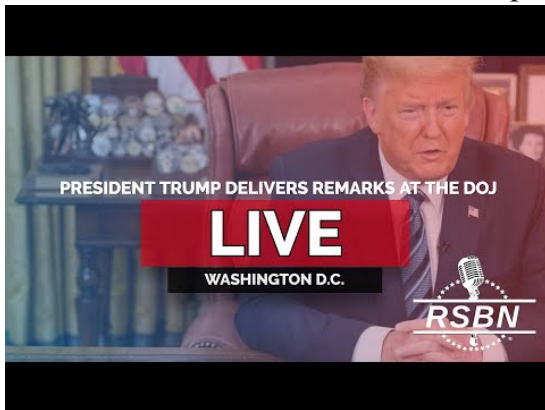 PRESIDENT TRUMP DELIVERS REMARKS AT THE DOJ
LIVE
WASHINGTON D.C.
RSBN